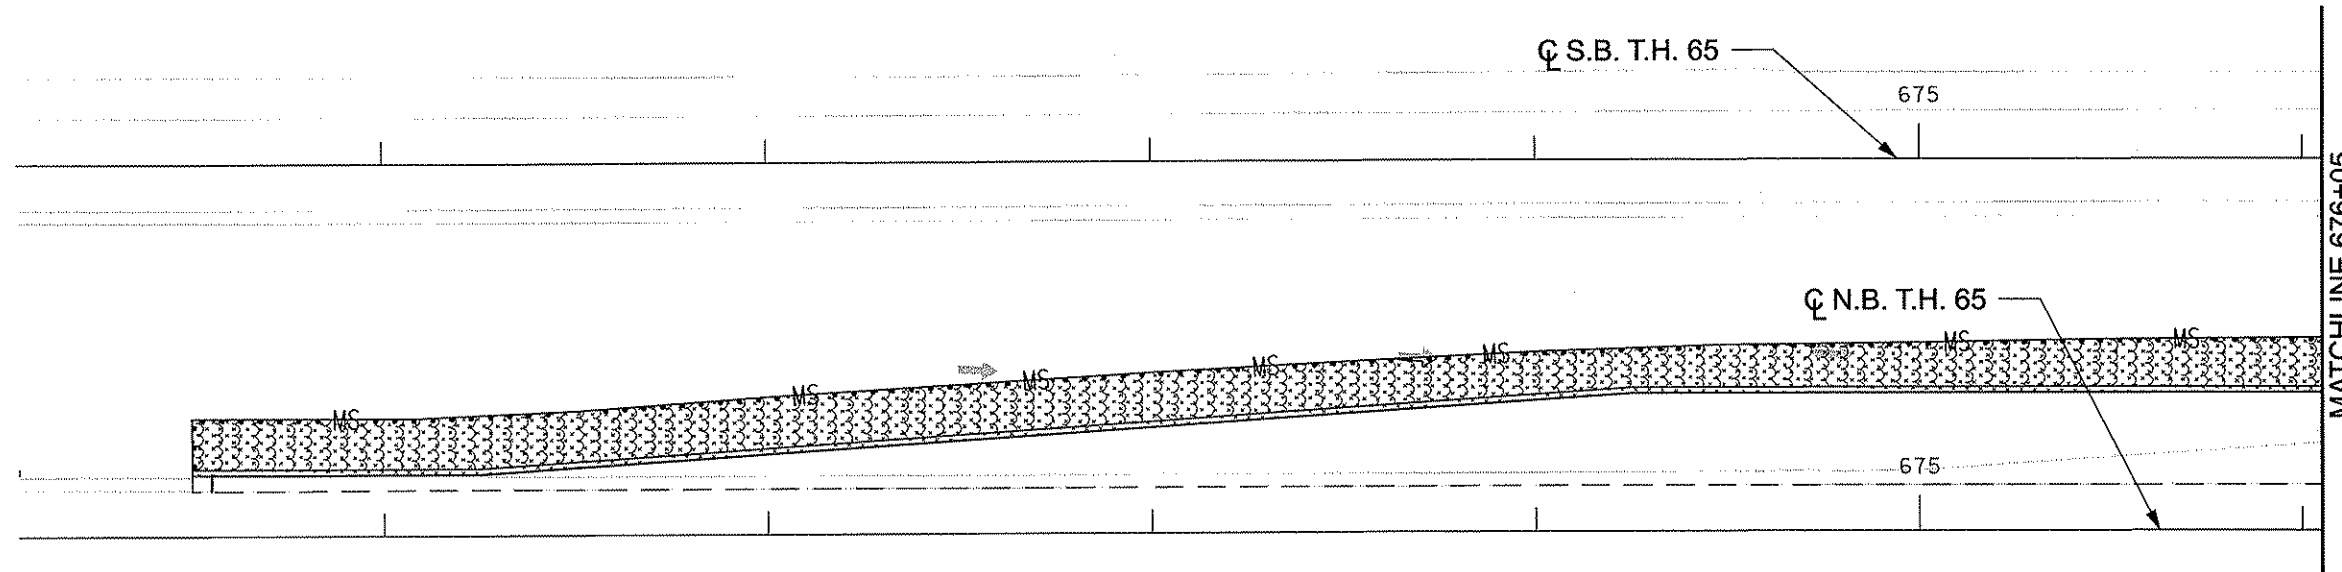 ℄ S.B. T.H. 65
675
MATCHLINE 676+05
℄ N.B. T.H. 65
MS MS MS MS MS MS MS
675